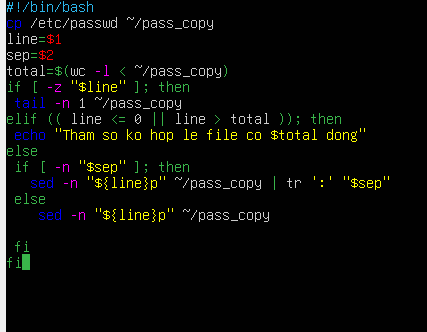 #!/bin/bash
cp /etc/passwd ~/pass_copy
line=$1
sep=$2
total=$(wc -l < ~/pass_copy)
if [ -z "$line" ]; then
 tail -n 1 ~/pass_copy
elif (( line <= 0 || line > total )); then
 echo "Tham so ko hop le file co $total dong"
else
 if [ -n "$sep" ]; then
   sed -n "${line}p" ~/pass_copy | tr ':' "$sep"
 else
    sed -n "${line}p" ~/pass_copy

 fi
fi